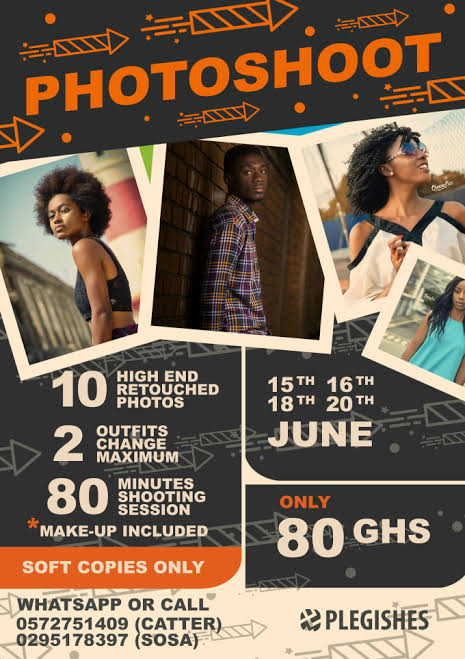 PHOTOSHOOT
10 HIGH END
RETOUCHED
PHOTOS
2 OUTFITS
CHANGE
MAXIMUM
80 MINUTES
SHOOTING
SESSION
*MAKE-UP INCLUDED
SOFT COPIES ONLY
15TH 16TH
18TH 20TH
JUNE
ONLY
80 GHS
WHATSAPP OR CALL
0572751409 (CATTER)
0295178397 (SOSA)
PLEGISHES